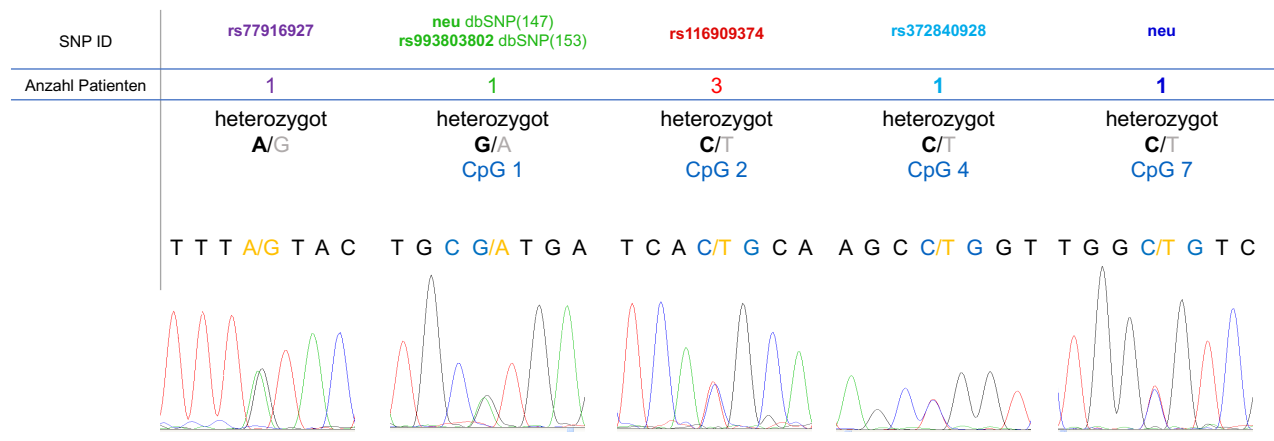 SNP ID rs77916927 neu dbSNP(147) rs116909374 rs372840928 neu
rs993803802 dbSNP(153)
Anzahl Patienten 1 1 3 1 1
heterozygot heterozygot heterozygot heterozygot heterozygot
A/G G/A C/T C/T C/T
CpG 1 CpG 2 CpG 4 CpG 7
T T T A/G T A C T G C G/A T G A T C A C/T G C A A G C C/T G G T T G G C/T G T C